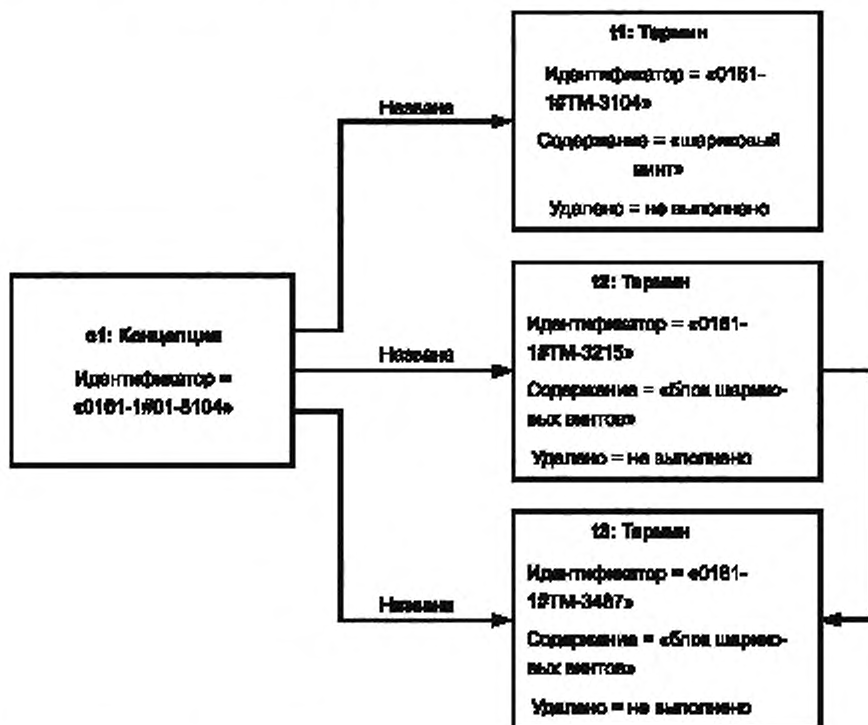 t1: Термин
Идентификатор = «0161-
1#TM-3104»
Названа
Содержание = «шариковый
винт»
Удалено = не выполнено
t2: Термин
c1: Концепция
Идентификатор = «0161-
1#TM-3215»
Названа
Идентификатор =
«0161-1#01-5104»
Содержание = «блок шарико-
вых винтов»
Удалено = не выполнено
t3: Термин
Идентификатор = «0161-
1#TM-3487»
Названа
Содержание = «блок шарико-
вых винтов»
Удалено = не выполнено